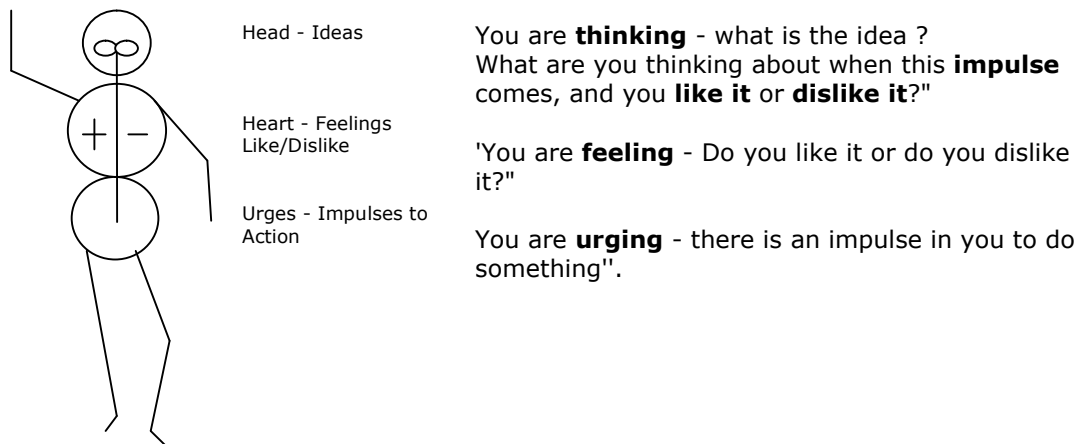 Head - Ideas
Heart - Feelings
Like/Dislike
Urges - Impulses to
Action
You are thinking - what is the idea ?
What are you thinking about when this impulse
comes, and you like it or dislike it?"
'You are feeling - Do you like it or do you dislike
it?"
You are urging - there is an impulse in you to do
something''.
+ −